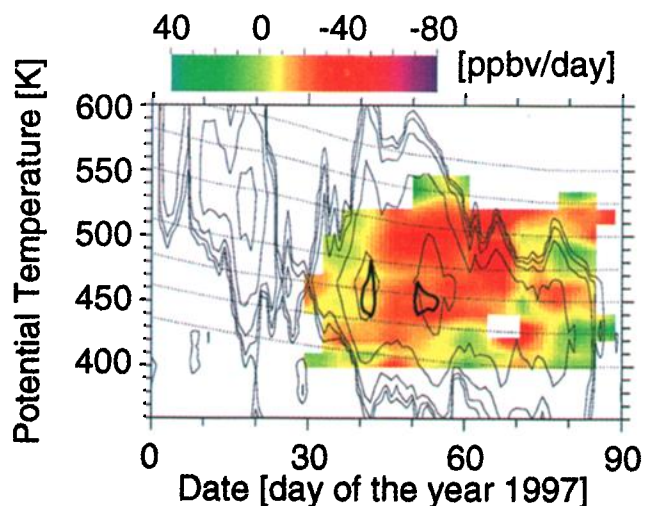 40 0 -40 -80
[ppbv/day]
Potential Temperature [K]
600
550
500
450
400
0 30 60 90
Date [day of the year 1997]